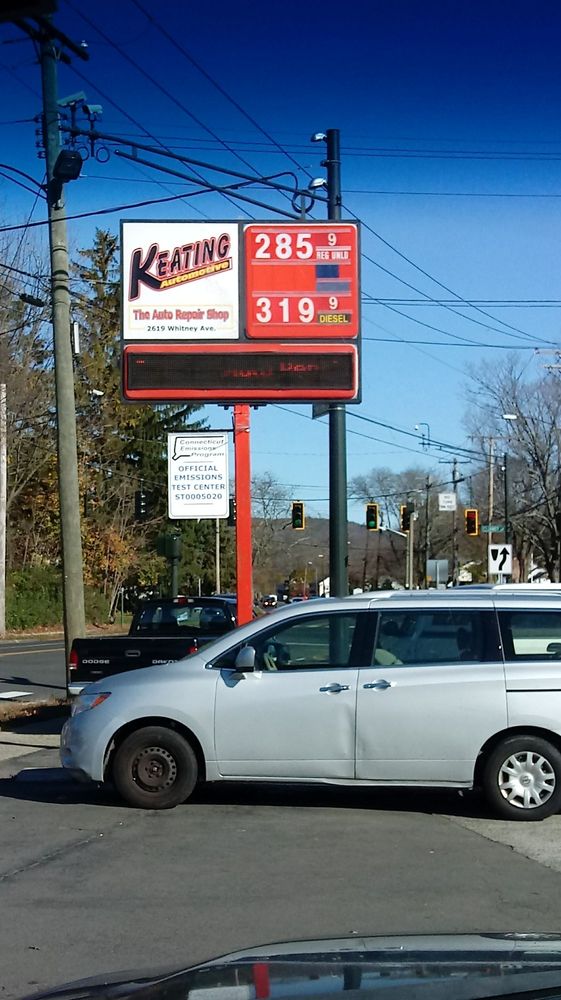 KEATING
Automotive
The Auto Repair Shop
2619 Whitney Ave.
285 9
REG UNLD
319 9
DIESEL
Connecticut
Emissions
Program
OFFICIAL
EMISSIONS
TEST CENTER
ST0005020
DODGE